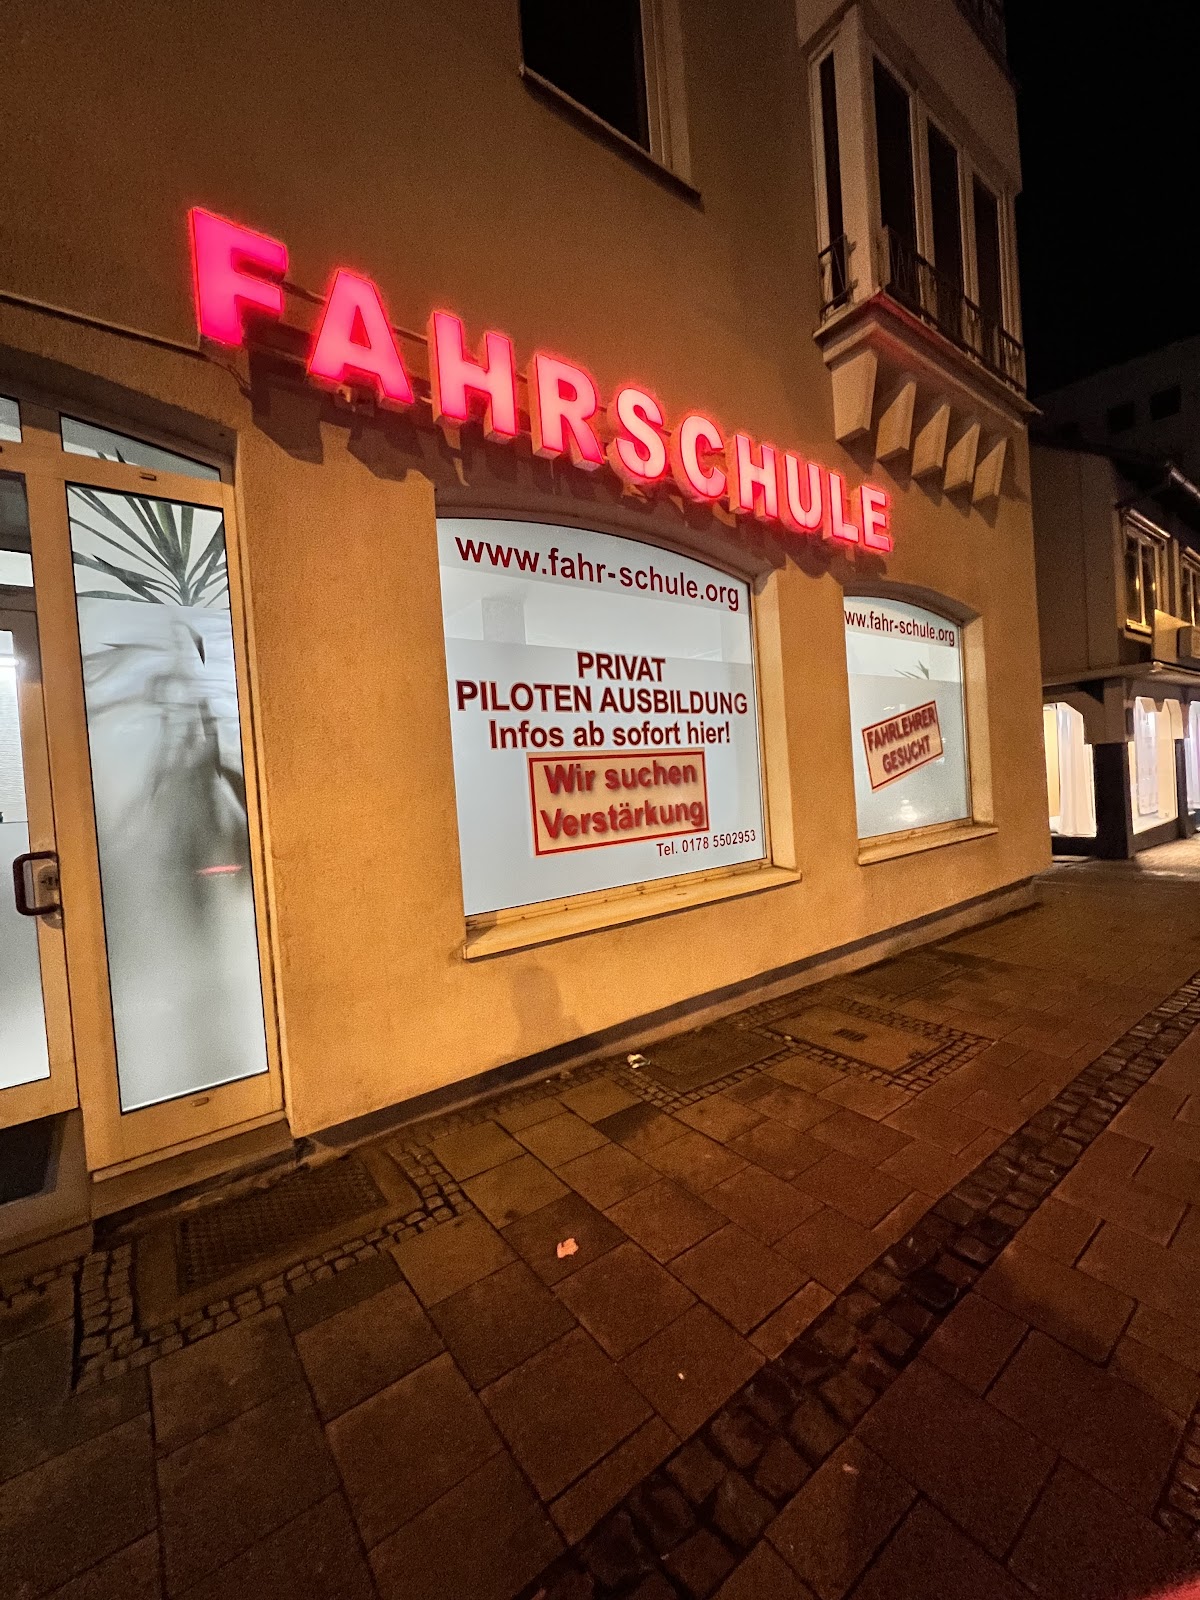 FAHRSCHULE
www.fahr-schule.org
PRIVAT
PILOTEN AUSBILDUNG
Infos ab sofort hier!
Wir suchen
Verstärkung
Tel. 0178 5502953
ww.fahr-schule.org
FAHRLEHRER
GESUCHT